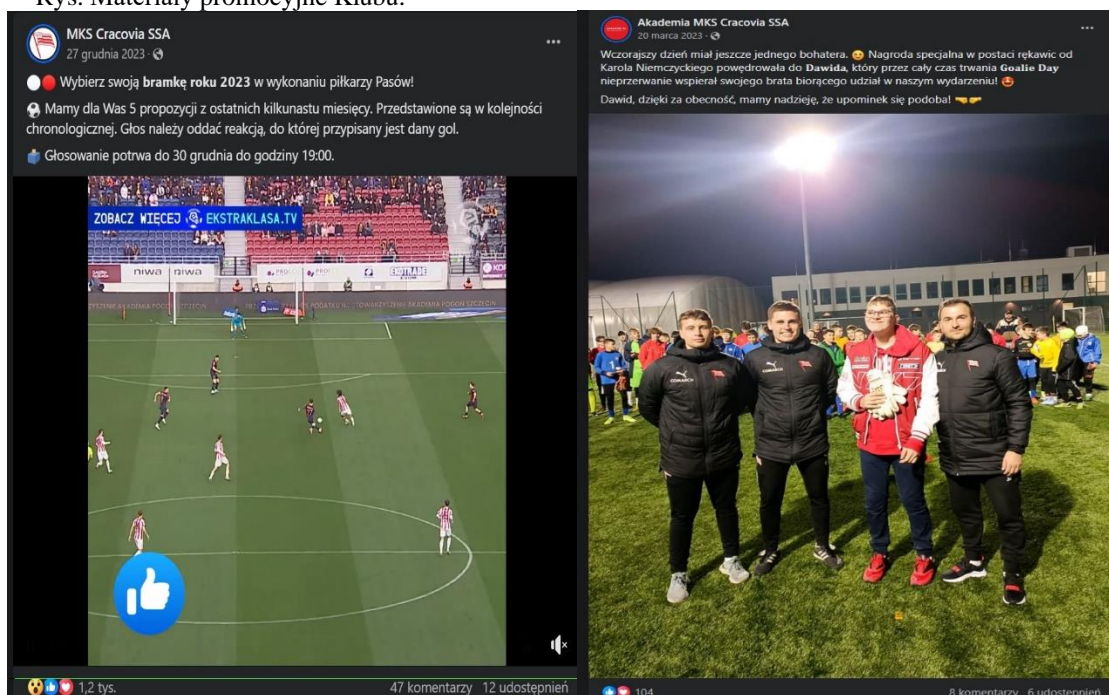 Rys. Materiały promocyjne Klubu.
MKS Cracovia SSA
27 grudnia 2023
Wybierz swoją bramkę roku 2023 w wykonaniu piłkarzy Pasów!
Mamy dla Was 5 propozycji z ostatnich kilkunastu miesięcy. Przedstawione są w kolejności
chronologicznej. Głos należy oddać reakcją, do której przypisany jest dany gol.
Głosowanie potrwa do 30 grudnia do godziny 19:00.
ZOBACZ WIĘCEJ EKSTRAKLASA.TV
niwa niwa
EKOTRADE
AKADEMIA POGOŃ SZCZECIN
1,2 tys.
47 komentarzy 12 udostępnień
Akademia MKS Cracovia SSA
20 marca 2023
Wczorajszy dzień miał jeszcze jednego bohatera. Nagroda specjalna w postaci rękawic od
Karola Niemczyckiego powędrowała do Dawida, który przez cały czas trwania Goalie Day
nieprzerwanie wspierał swojego brata biorącego udział w naszym wydarzeniu!
Dawid, dzięki za obecność, mamy nadzieję, że upominek się podoba!
COMARCH
COMARCH
104
8 komentarzy 6 udostępnień